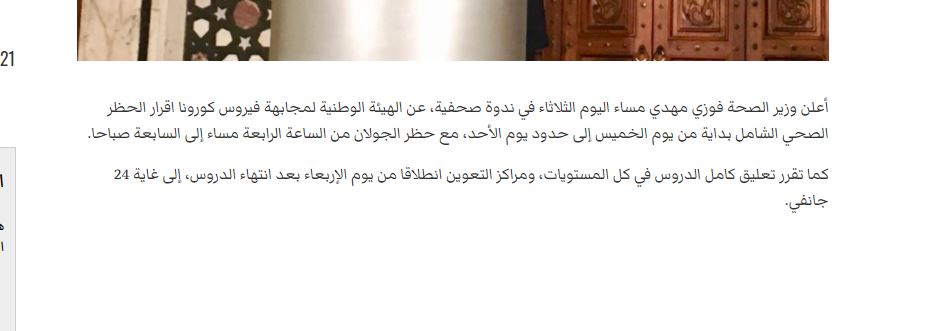 21
أعلن وزير الصحة فوزي مهدي مساء اليوم الثلاثاء في ندوة صحفية، عن الهيئة الوطنية لمجابهة فيروس كورونا اقرار الحظر
الصحي الشامل بداية من يوم الخميس إلى حدود يوم الأحد، مع حظر الجولان من الساعة الرابعة مساء إلى السابعة صباحا.
كما تقرر تعليق كامل الدروس في كل المستويات، ومراكز التعوين انطلاقا من يوم الإربعاء بعد انتهاء الدروس، إلى غاية 24
جانفي.